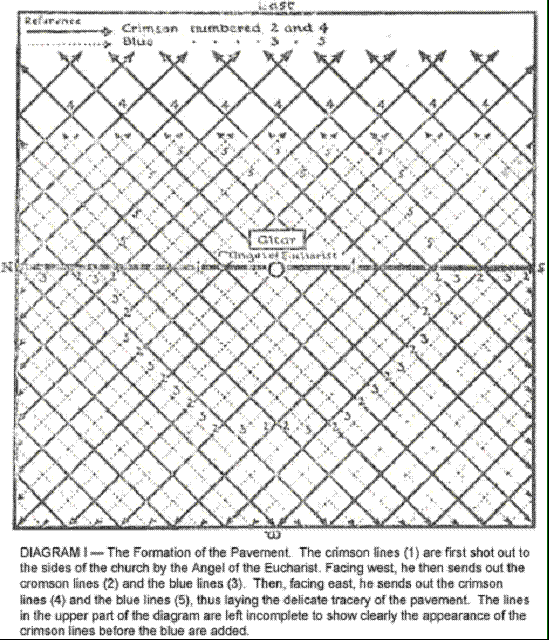 East
Reference
Crimson numbered 2 and 4
Blue " " 3 " 5
4 4 4 4 4 4 4 4 4
Altar
Angel of Eucharist
N S
W
DIAGRAM I — The Formation of the Pavement. The crimson lines (1) are first shot out to
the sides of the church by the Angel of the Eucharist. Facing west, he then sends out the
cromson lines (2) and the blue lines (3). Then, facing east, he sends out the crimson
lines (4) and the blue lines (5), thus laying the delicate tracery of the pavement. The lines
in the upper part of the diagram are left incomplete to show clearly the appearance of the
crimson lines before the blue are added.